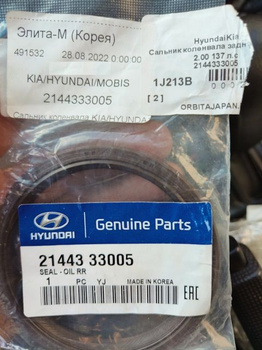 Элита-М (Корея)
491532 28.08.2022 0:00:00
KIA/HYUNDAI/MOBIS
2144333005
Сальник коленвала KIA/HYUNDA
HyundaiKia
Сальник коленвала задн
2.00 137 л.с
2144333005
1J213B
[2]
ORBITAJAPAN.
HYUNDAI
Genuine Parts
21443 33005
SEAL - OIL RR
1 PC YJ MADE IN KOREA
EAC